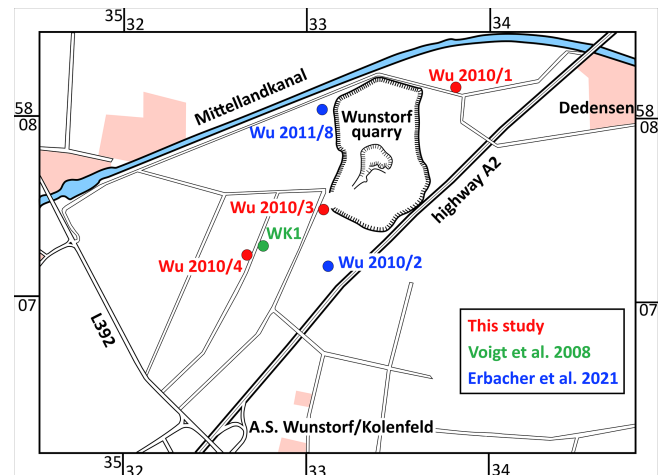 35 32 33 34
Mittellandkanal
Wu 2010/1
Dedensen
58
08
58
08
Wunstorf
quarry
Wu 2011/8
highway A2
Wu 2010/3
WK1
Wu 2010/4
Wu 2010/2
07
07
L392
This study
Voigt et al. 2008
Erbacher et al. 2021
A.S. Wunstorf/Kolenfeld
35 32 33 34